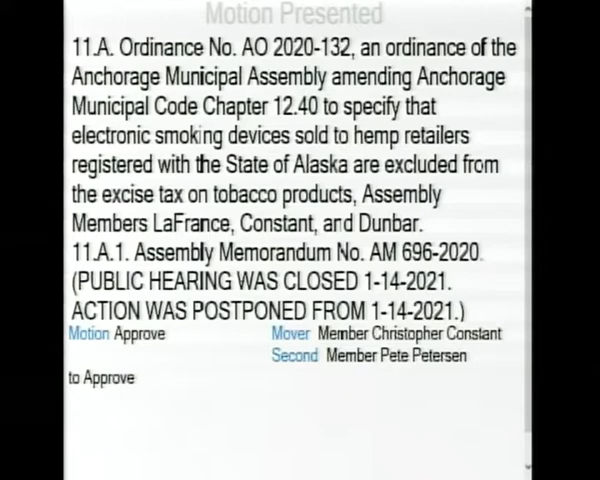 Motion Presented
11.A. Ordinance No. AO 2020-132, an ordinance of the
Anchorage Municipal Assembly amending Anchorage
Municipal Code Chapter 12.40 to specify that
electronic smoking devices sold to hemp retailers
registered with the State of Alaska are excluded from
the excise tax on tobacco products, Assembly
Members LaFrance, Constant, and Dunbar.
11.A.1. Assembly Memorandum No. AM 696-2020.
(PUBLIC HEARING WAS CLOSED 1-14-2021.
ACTION WAS POSTPONED FROM 1-14-2021.)
Motion Approve Mover Member Christopher Constant
Second Member Pete Petersen
to Approve